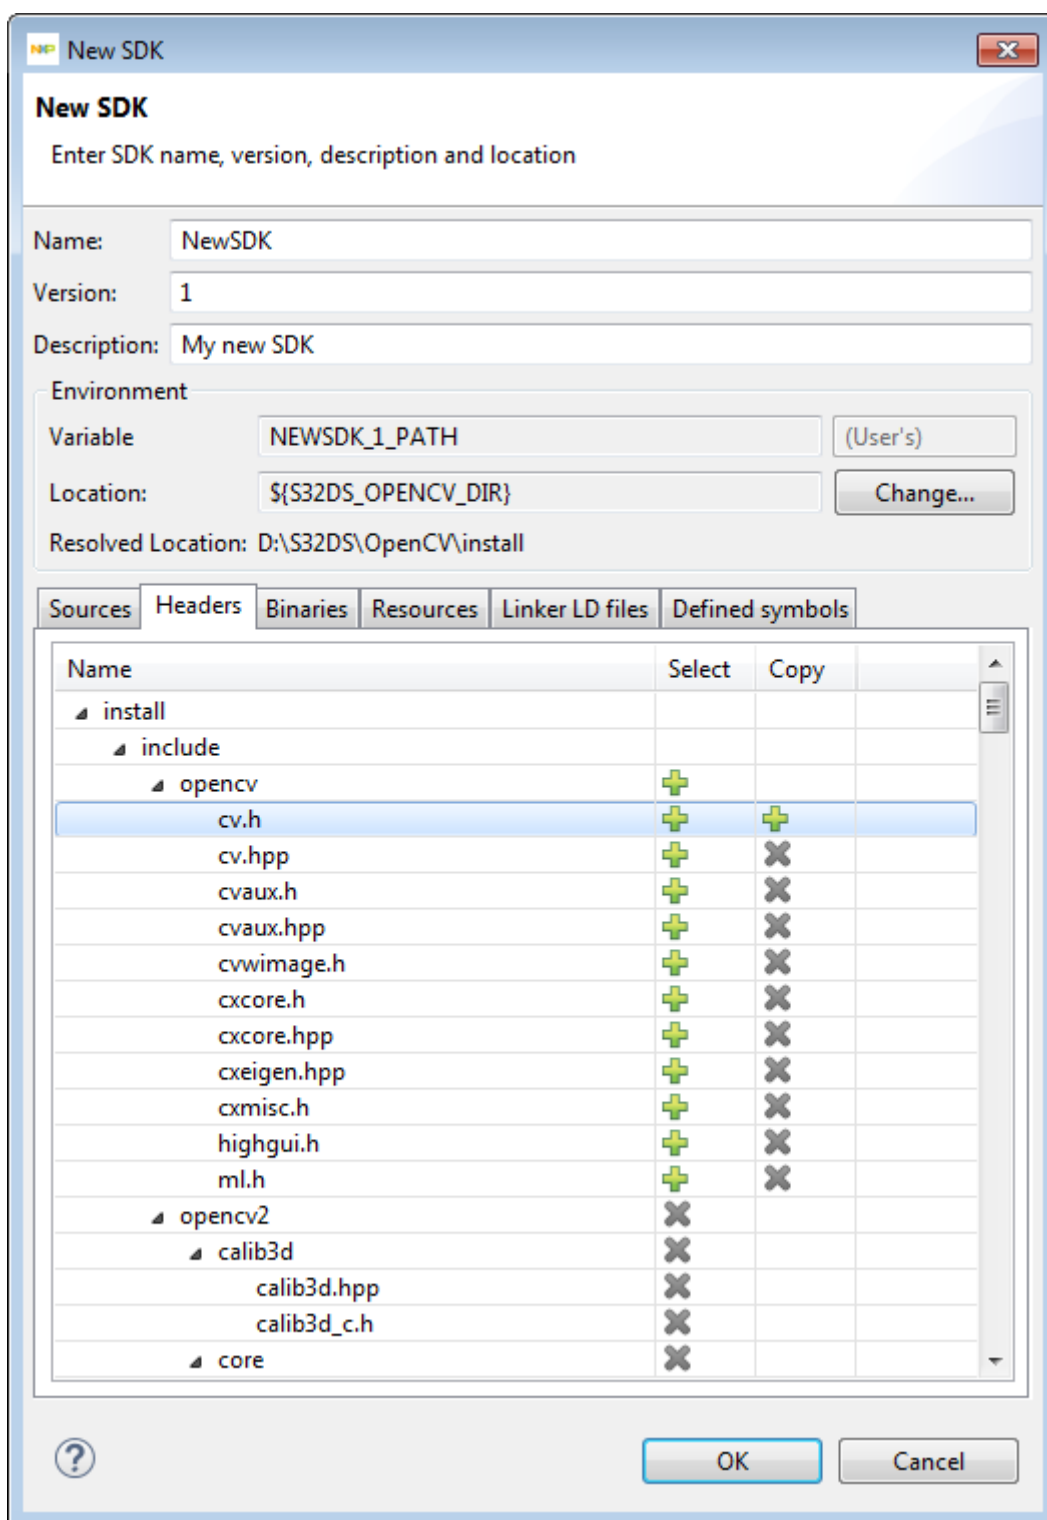 NXP New SDK
New SDK
Enter SDK name, version, description and location
Name: NewSDK
Version: 1
Description: My new SDK
Environment
Variable NEWSDK_1_PATH (User's)
Location: ${S32DS_OPENCV_DIR} Change...
Resolved Location: D:\S32DS\OpenCV\install
Sources Headers Binaries Resources Linker LD files Defined symbols
Name Select Copy
install
include
opencv
cv.h
cv.hpp
cvaux.h
cvaux.hpp
cvwimage.h
cxcore.h
cxcore.hpp
cxeigen.hpp
cxmisc.h
highgui.h
ml.h
opencv2
calib3d
calib3d.hpp
calib3d_c.h
core
? OK Cancel